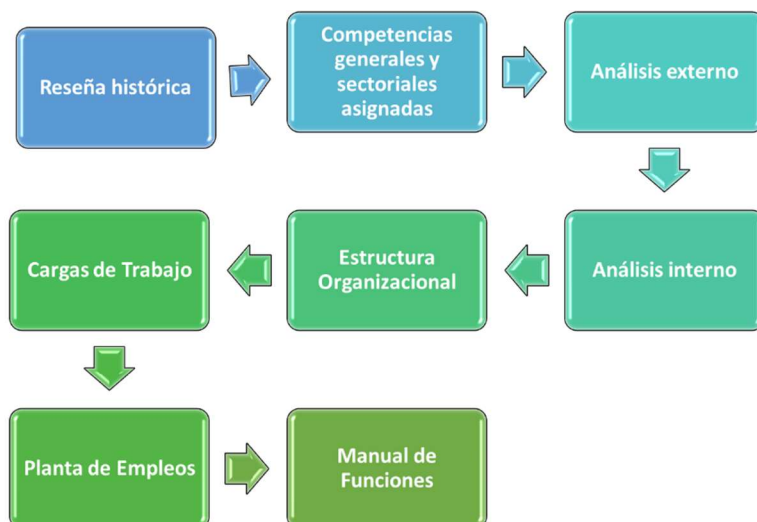 Reseña histórica
Competencias
generales y
sectoriales
asignadas
Análisis externo
Análisis interno
Estructura
Organizacional
Cargas de Trabajo
Planta de Empleos
Manual de
Funciones